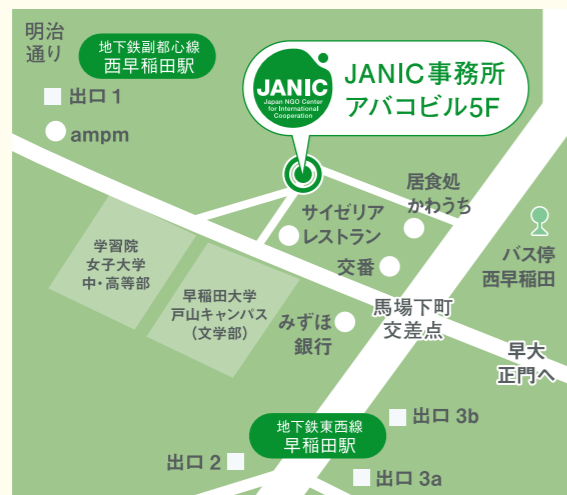 明治
通り
地下鉄副都心線
西早稲田駅
出口 1
ampm
JANIC
Japan NGO Center
for International
Cooperation
JANIC事務所
アバコビル5F
居食処
かわうち
サイゼリア
レストラン
交番
バス停
西早稲田
学習院
女子大学
中・高等部
早稲田大学
戸山キャンパス
（文学部）
みずほ
銀行
馬場下町
交差点
早大
正門へ
地下鉄東西線
早稲田駅
出口 3b
出口 2
出口 3a